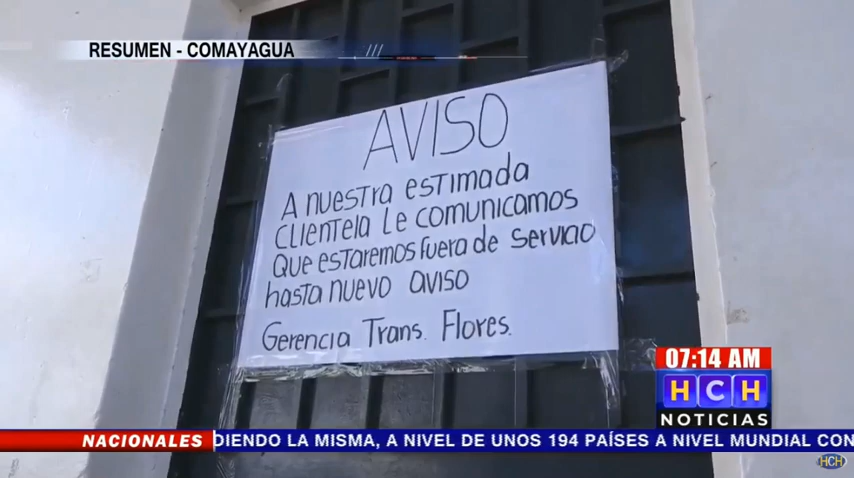 RESUMEN - COMAYAGUA
AVISO
A nuestra estimada
clientela le comunicamos
que estaremos fuera de servicio
hasta nuevo aviso
Gerencia Trans. Flores.
07:14 AM
HCH
NOTICIAS
NACIONALES
DIENDO LA MISMA, A NIVEL DE UNOS 194 PAÍSES A NIVEL MUNDIAL CON
HCH